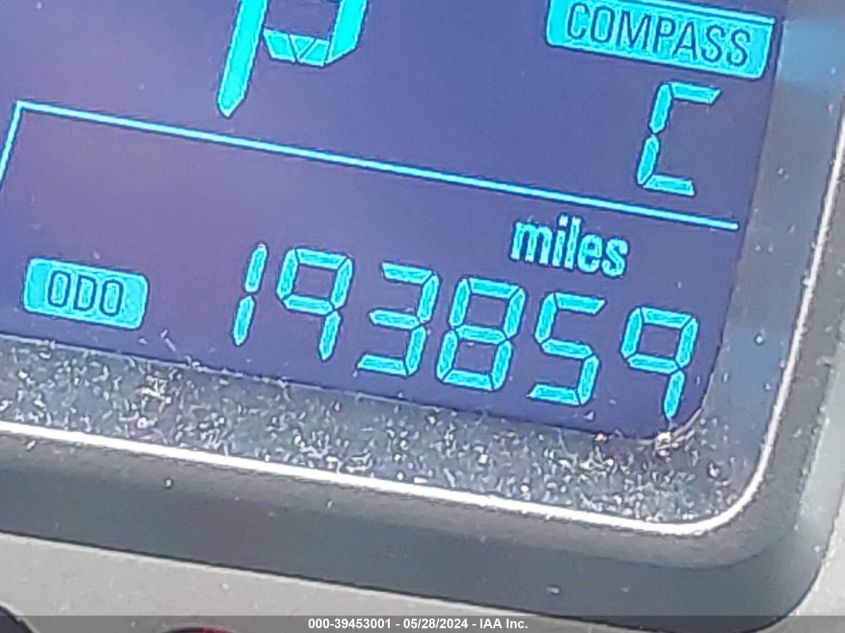 P
COMPASS
C
miles
ODO 193859
000-39453001 - 05/28/2024 - IAA Inc.